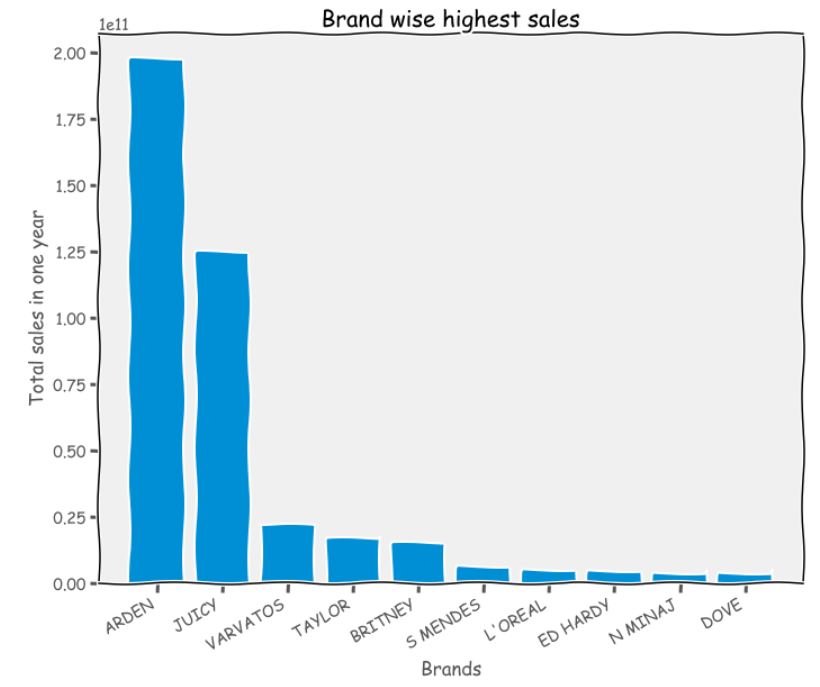 Brand wise highest sales
1e11
2.00
1.75
1.50
1.25
1.00
0.75
0.50
0.25
0.00
Total sales in one year
ARDEN
JUICY
VARVATOS
TAYLOR
BRITNEY
S MENDES
L'OREAL
ED HARDY
N MINAJ
DOVE
Brands